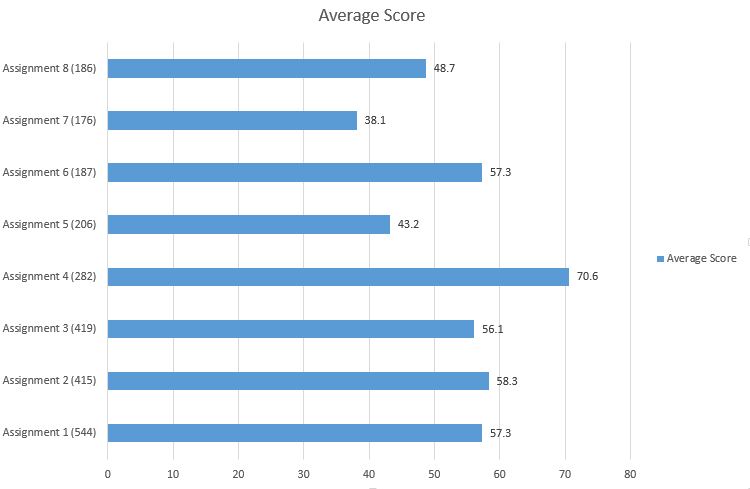 Average Score
Assignment 8 (186) 48.7
Assignment 7 (176) 38.1
Assignment 6 (187) 57.3
Assignment 5 (206) 43.2
Average Score
Assignment 4 (282) 70.6
Assignment 3 (419) 56.1
Assignment 2 (415) 58.3
Assignment 1 (544) 57.3
0 10 20 30 40 50 60 70 80